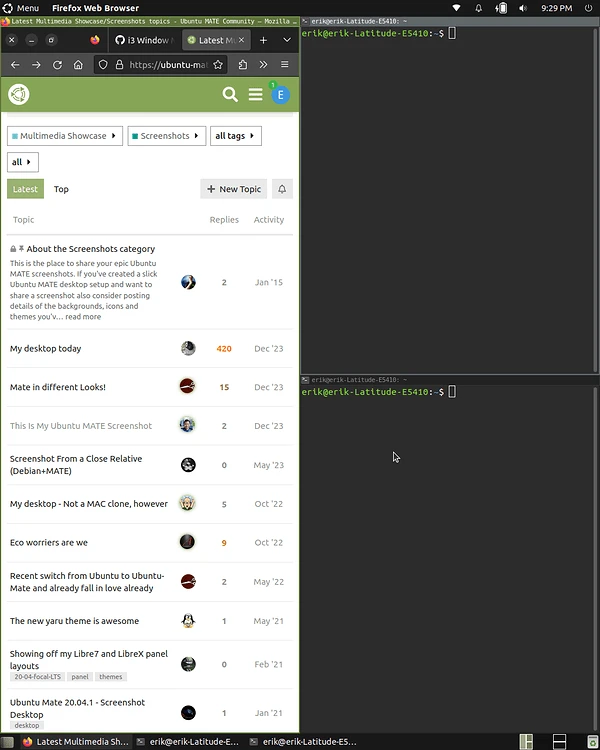 Menu Firefox Web Browser 9:29 PM
Latest Multimedia Showcase/Screenshots topics - Ubuntu MATE Community — Mozilla …
i3 Window M
Latest M
https://ubuntu-mat
1
E
Multimedia Showcase
Screenshots
all tags
all
Latest
Top
+ New Topic
Topic Replies Activity
About the Screenshots category
This is the place to share your epic Ubuntu
MATE screenshots. If you've created a slick
Ubuntu MATE desktop setup and want to
share a screenshot also consider posting
details of the backgrounds, icons and
themes you'v… read more
2 Jan '15
My desktop today 420 Dec '23
Mate in different Looks! 15 Dec '23
This Is My Ubuntu MATE Screenshot 2 Dec '23
Screenshot From a Close Relative
(Debian+MATE)
0 May '23
My desktop - Not a MAC clone, however 5 Oct '22
Eco worriers are we 9 Oct '22
Recent switch from Ubuntu to Ubuntu-
Mate and already fall in love already
2 May '22
The new yaru theme is awesome 1 May '21
Showing off my Libre7 and LibreX panel
layouts
20-04-focal-LTS panel themes
0 Feb '21
Ubuntu Mate 20.04.1 - Screenshot
Desktop
desktop
1 Jan '21
erik@erik-Latitude-E5410: ~
erik@erik-Latitude-E5410:~$
erik@erik-Latitude-E5410: ~
erik@erik-Latitude-E5410:~$
Latest Multimedia Sh…
erik@erik-Latitude-E…
erik@erik-Latitude-E5…